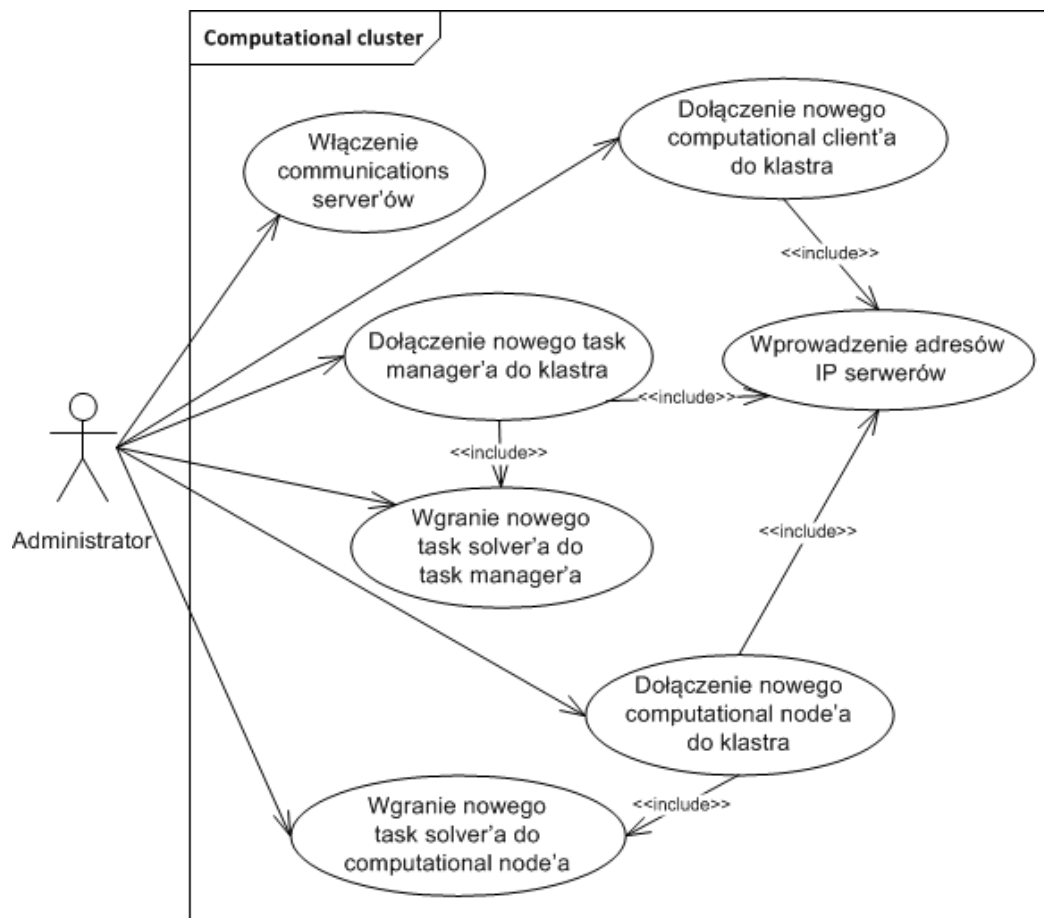 Computational cluster
Włączenie
communications
server'ów
Dołączenie nowego
computational client'a
do klastra
<<include>>
Dołączenie nowego task
manager'a do klastra
Wprowadzenie adresów
IP serwerów
<<include>>
<<include>>
Administrator
Wgranie nowego
task solver'a do
task manager'a
<<include>>
Dołączenie nowego
computational node'a
do klastra
<<include>>
Wgranie nowego
task solver'a do
computational node'a